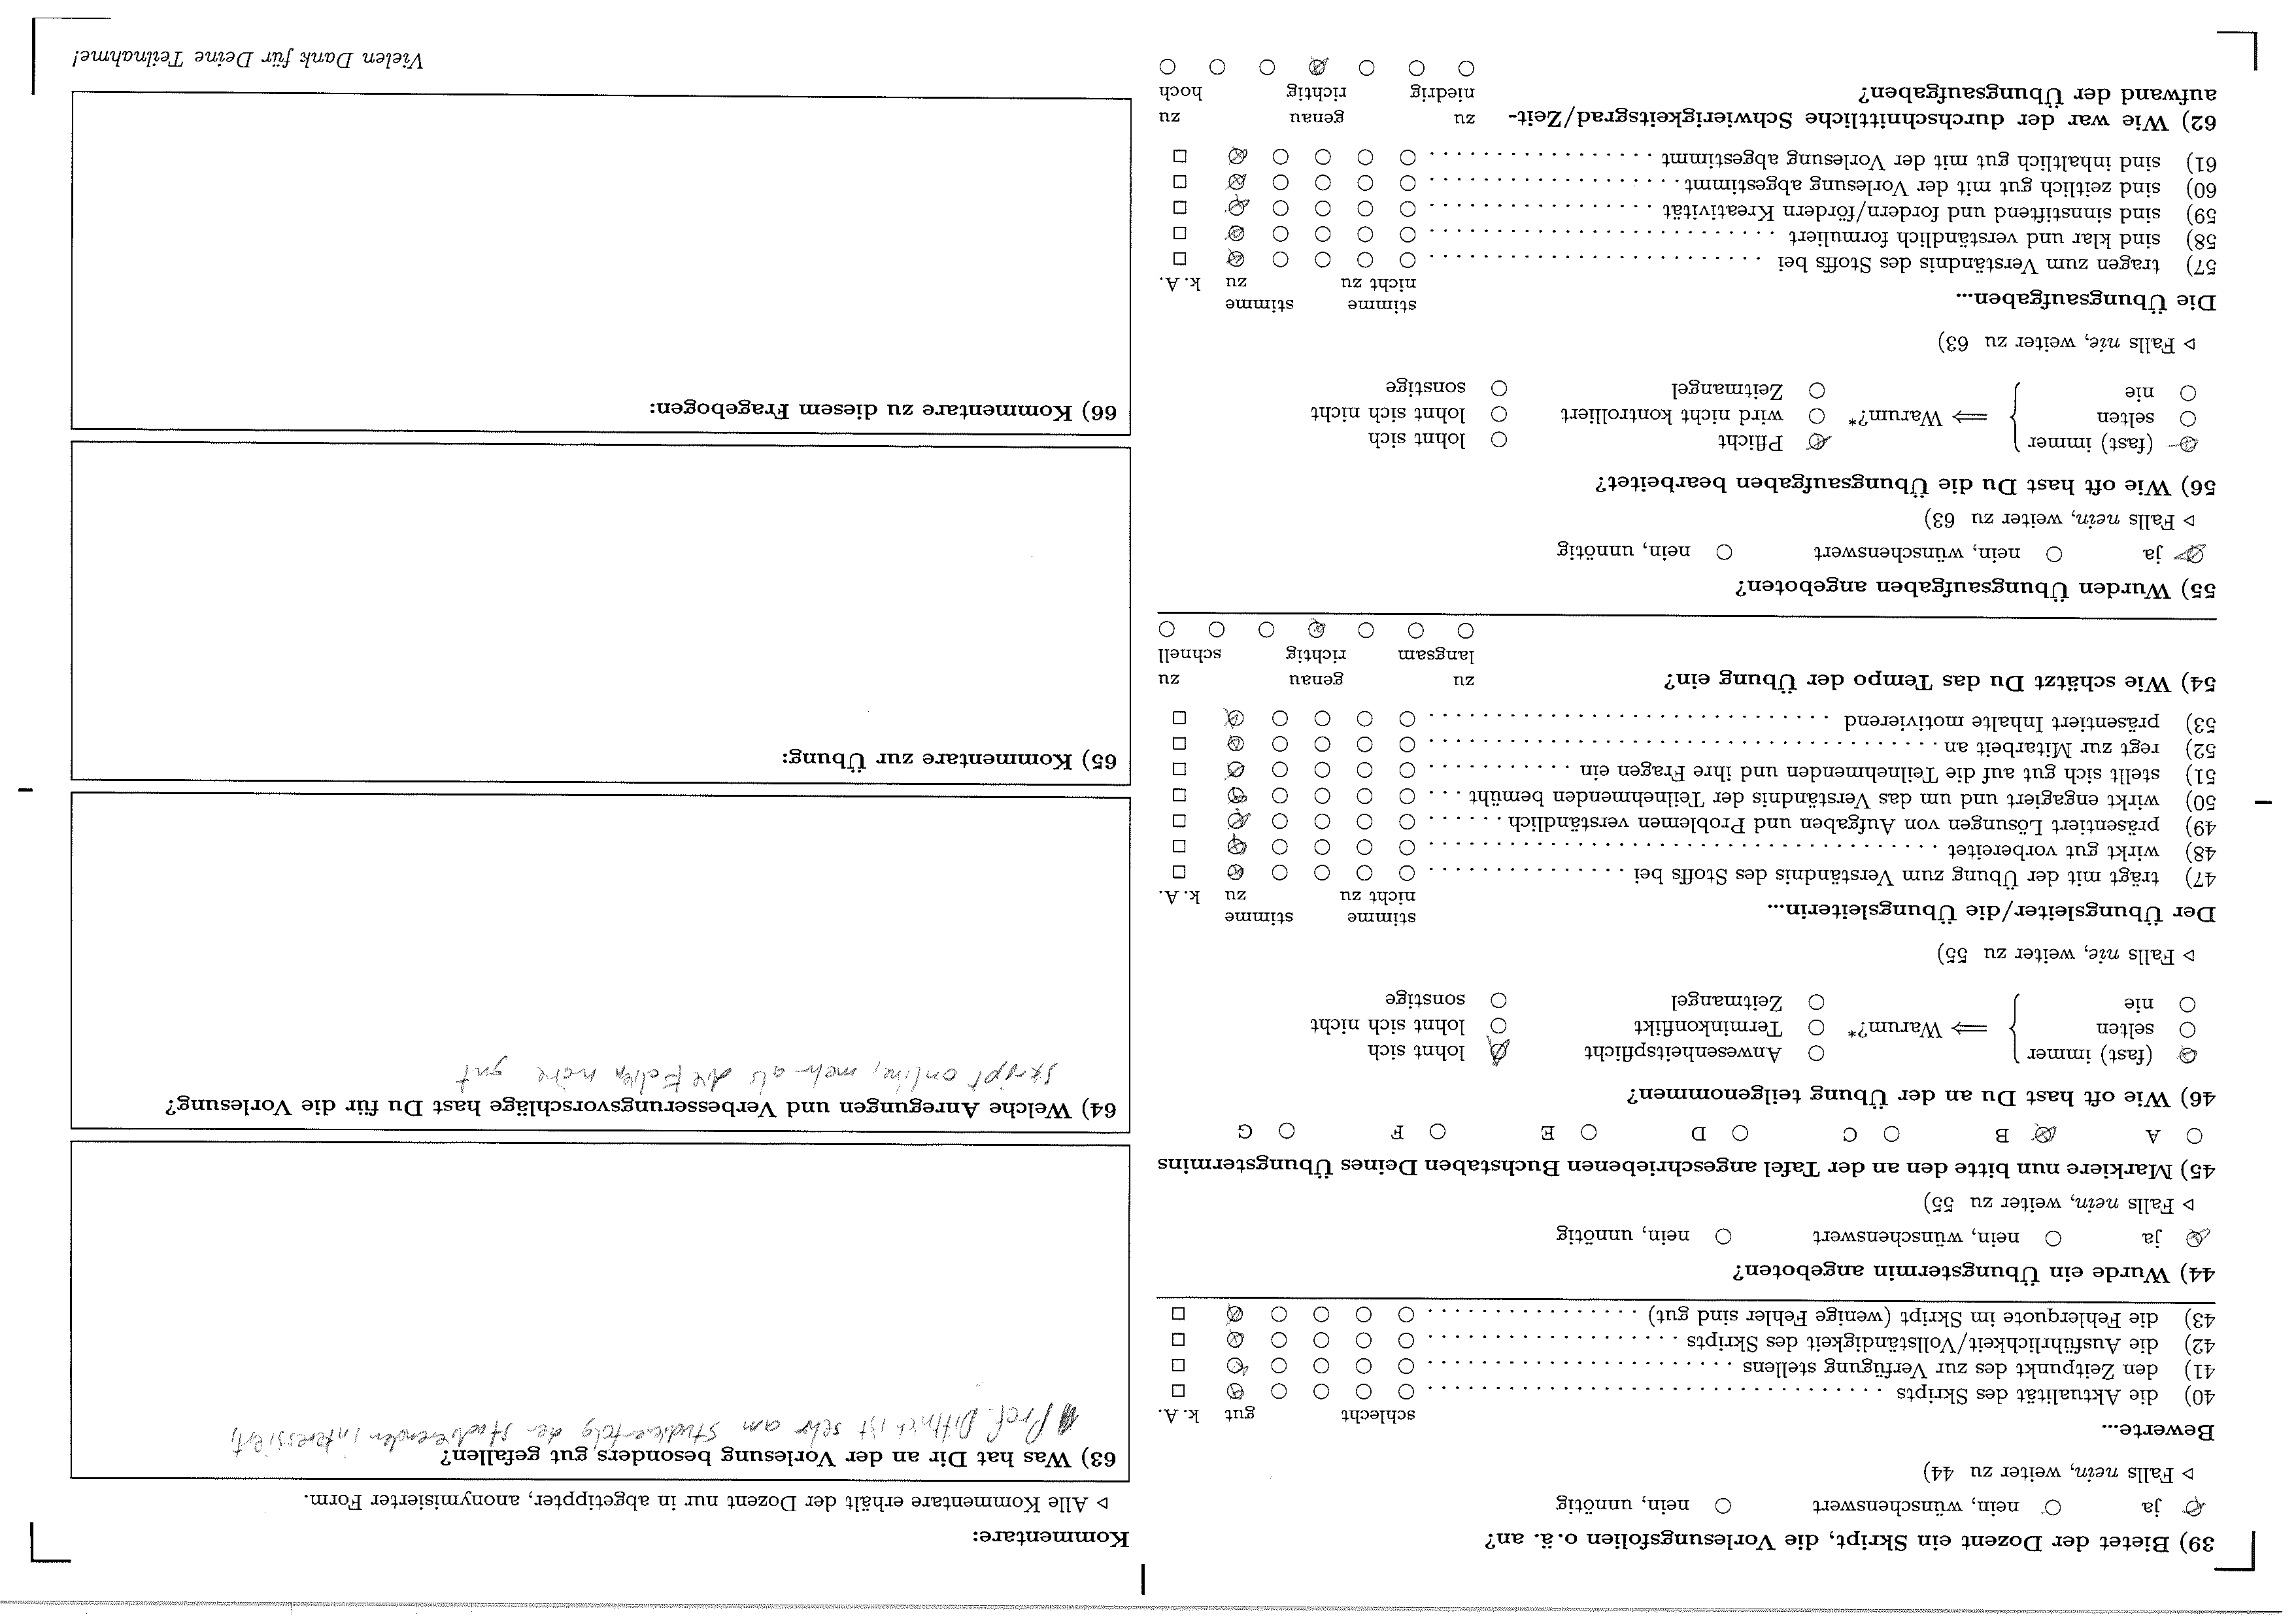 39) Bietet der Dozent ein Skript, die Vorlesungsfolien o.ä. an?
ja nein, wünschenswert nein, unnötig
▷ Falls nein, weiter zu 44)
Bewerte...
schlecht gut k. A.
40) die Aktualität des Skripts
41) den Zeitpunkt des zur Verfügung stellens
42) die Ausführlichkeit/Vollständigkeit des Skripts
43) die Fehlerquote im Skript (wenige Fehler sind gut)
44) Wurde ein Übungstermin angeboten?
ja nein, wünschenswert nein, unnötig
▷ Falls nein, weiter zu 55)
45) Markiere nun bitte den an der Tafel angeschriebenen Buchstaben Deines Übungstermins
A B C D E F G
46) Wie oft hast Du an der Übung teilgenommen?
(fast) immer Anwesenheitspflicht lohnt sich
selten ⟹ Warum?* Terminkonflikt lohnt sich nicht
nie Zeitmangel sonstige
▷ Falls nie, weiter zu 55)
Der Übungsleiter/die Übungsleiterin...
stimme stimme
nicht zu zu k. A.
47) trägt mit der Übung zum Verständnis des Stoffs bei
48) wirkt gut vorbereitet
49) präsentiert Lösungen von Aufgaben und Problemen verständlich
50) wirkt engagiert und um das Verständnis der Teilnehmenden bemüht
51) stellt sich gut auf die Teilnehmenden und ihre Fragen ein
52) regt zur Mitarbeit an
53) präsentiert Inhalte motivierend
54) Wie schätzt Du das Tempo der Übung ein?
zu genau zu
langsam richtig schnell
55) Wurden Übungsaufgaben angeboten?
ja nein, wünschenswert nein, unnötig
▷ Falls nein, weiter zu 63)
56) Wie oft hast Du die Übungsaufgaben bearbeitet?
(fast) immer Pflicht lohnt sich
selten ⟹ Warum?* wird nicht kontrolliert lohnt sich nicht
nie Zeitmangel sonstige
▷ Falls nie, weiter zu 63)
Die Übungsaufgaben...
stimme stimme
nicht zu zu k. A.
57) tragen zum Verständnis des Stoffs bei
58) sind klar und verständlich formuliert
59) sind sinnstiftend und fordern/fördern Kreativität
60) sind zeitlich gut mit der Vorlesung abgestimmt
61) sind inhaltlich gut mit der Vorlesung abgestimmt
62) Wie war der durchschnittliche Schwierigkeitsgrad/Zeit-
aufwand der Übungsaufgaben?
zu genau zu
niedrig richtig hoch
Kommentare:
▷ Alle Kommentare erhält der Dozent nur in abgetippter, anonymisierter Form.
63) Was hat Dir an der Vorlesung besonders gut gefallen?
Prof. Dittrich ist sehr am Studienerfolg der Studierenden interessiert,
64) Welche Anregungen und Verbesserungsvorschläge hast Du für die Vorlesung?
Skript online, mehr als die Folien wäre gut
65) Kommentare zur Übung:
66) Kommentare zu diesem Fragebogen:
Vielen Dank für Deine Teilnahme!